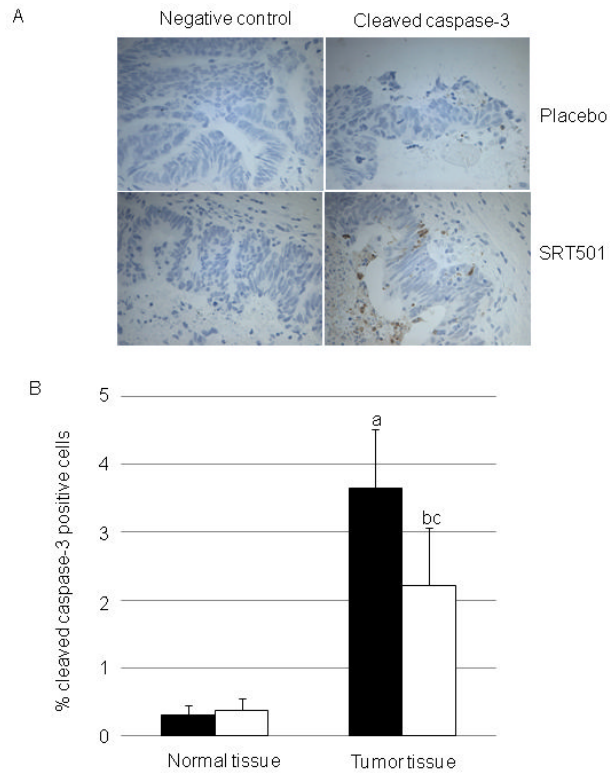 A
Negative control
Cleaved caspase-3
Placebo
SRT501
B
% cleaved caspase-3 positive cells
5
4
3
2
1
0
a
bc
Normal tissue
Tumor tissue